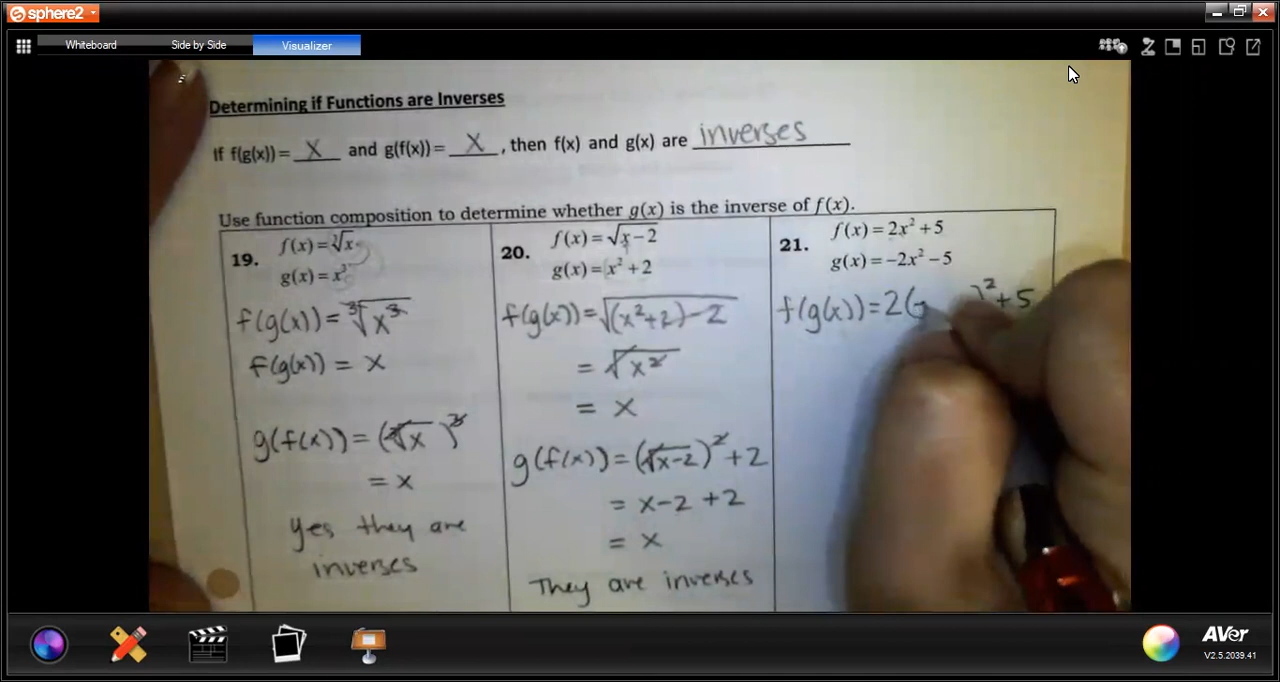 sphere2
Whiteboard Side by Side Visualizer
Determining if Functions are Inverses
If f(g(x)) = x and g(f(x)) = x, then f(x) and g(x) are inverses
Use function composition to determine whether g(x) is the inverse of f(x).
19. f(x) = ∛x
g(x) = x³
f(g(x)) = ∛x³
f(g(x)) = x
g(f(x)) = (∛x)³
= x
yes they are
inverses
20. f(x) = √x−2
g(x) = x² + 2
f(g(x)) = √(x²+2)−2
= √x²
= x
g(f(x)) = (√x−2)² + 2
= x−2 +2
= x
They are inverses
21. f(x) = 2x² + 5
g(x) = −2x² − 5
f(g(x)) = 2( )² + 5
AVer
V2.5.2039.41